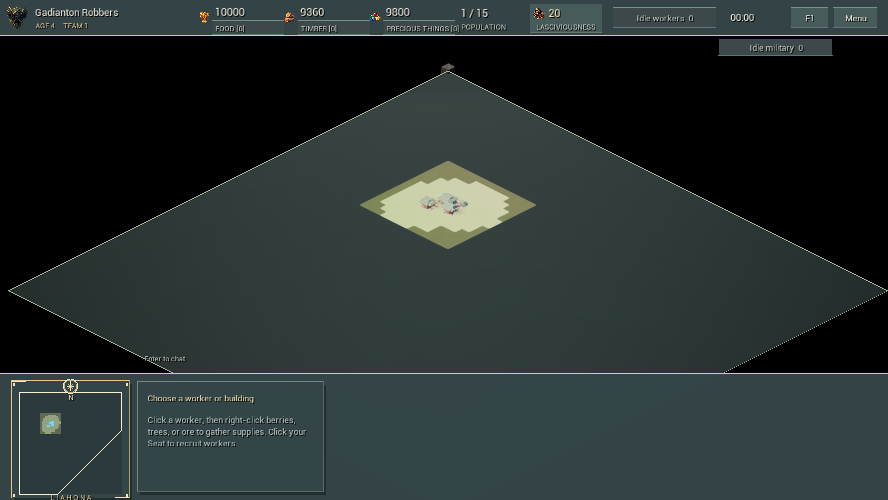 Gadianton Robbers
AGE 4 TEAM 1
10000
FOOD [0]
9360
TIMBER [0]
9800
PRECIOUS THINGS [0]
1 / 15
POPULATION
20
LASCIVIOUSNESS
Idle workers 0
00:00
F1
Menu
Idle military 0
Enter to chat
N
Choose a worker or building
Click a worker, then right-click berries,
trees, or ore to gather supplies. Click your
Seat to recruit workers.
LIAHONA